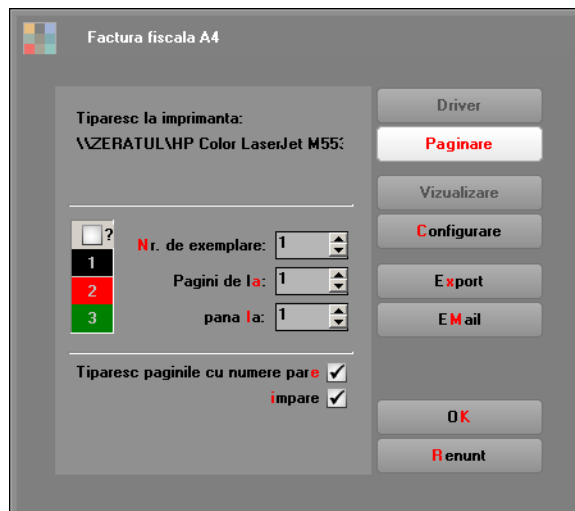 Factura fiscala A4
Tiparesc la imprimanta:
\\ZERATUL\HP Color LaserJet M553
Driver
Paginare
Vizualizare
Configurare
?
1
2
3
Nr. de exemplare: 1
Pagini de la: 1
pana la: 1
Export
EMail
Tiparesc paginile cu numere pare
impare
OK
Renunt